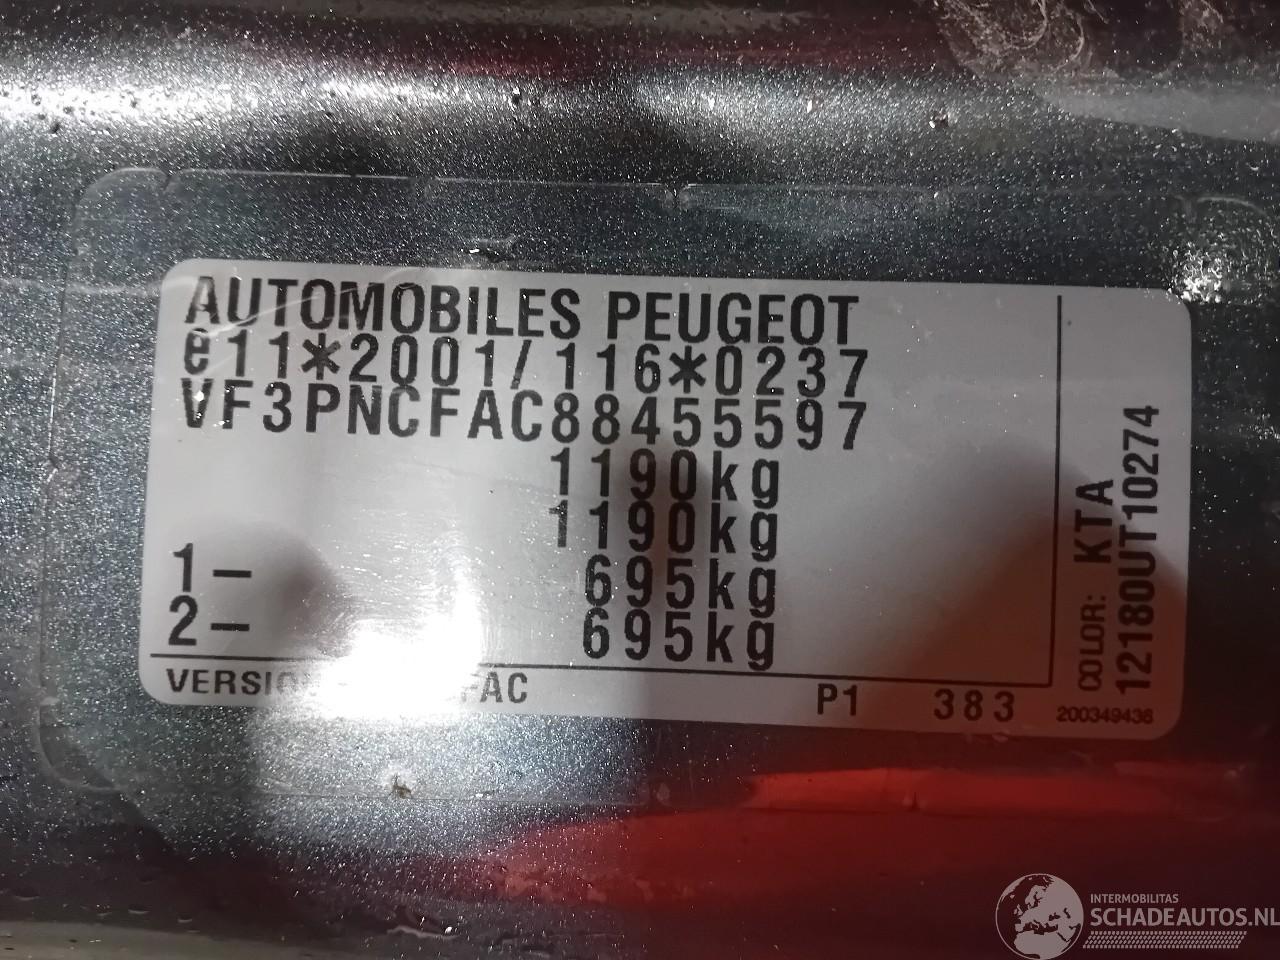 AUTOMOBILES PEUGEOT
e11*2001/116*0237
VF3PNCFAC88455597
1190kg
1190kg
1- 695kg
2- 695kg
P1 383
COLOR: KTA
12180UT10274
200349436
INTERMOBILITAS
SCHADEAUTOS.NL